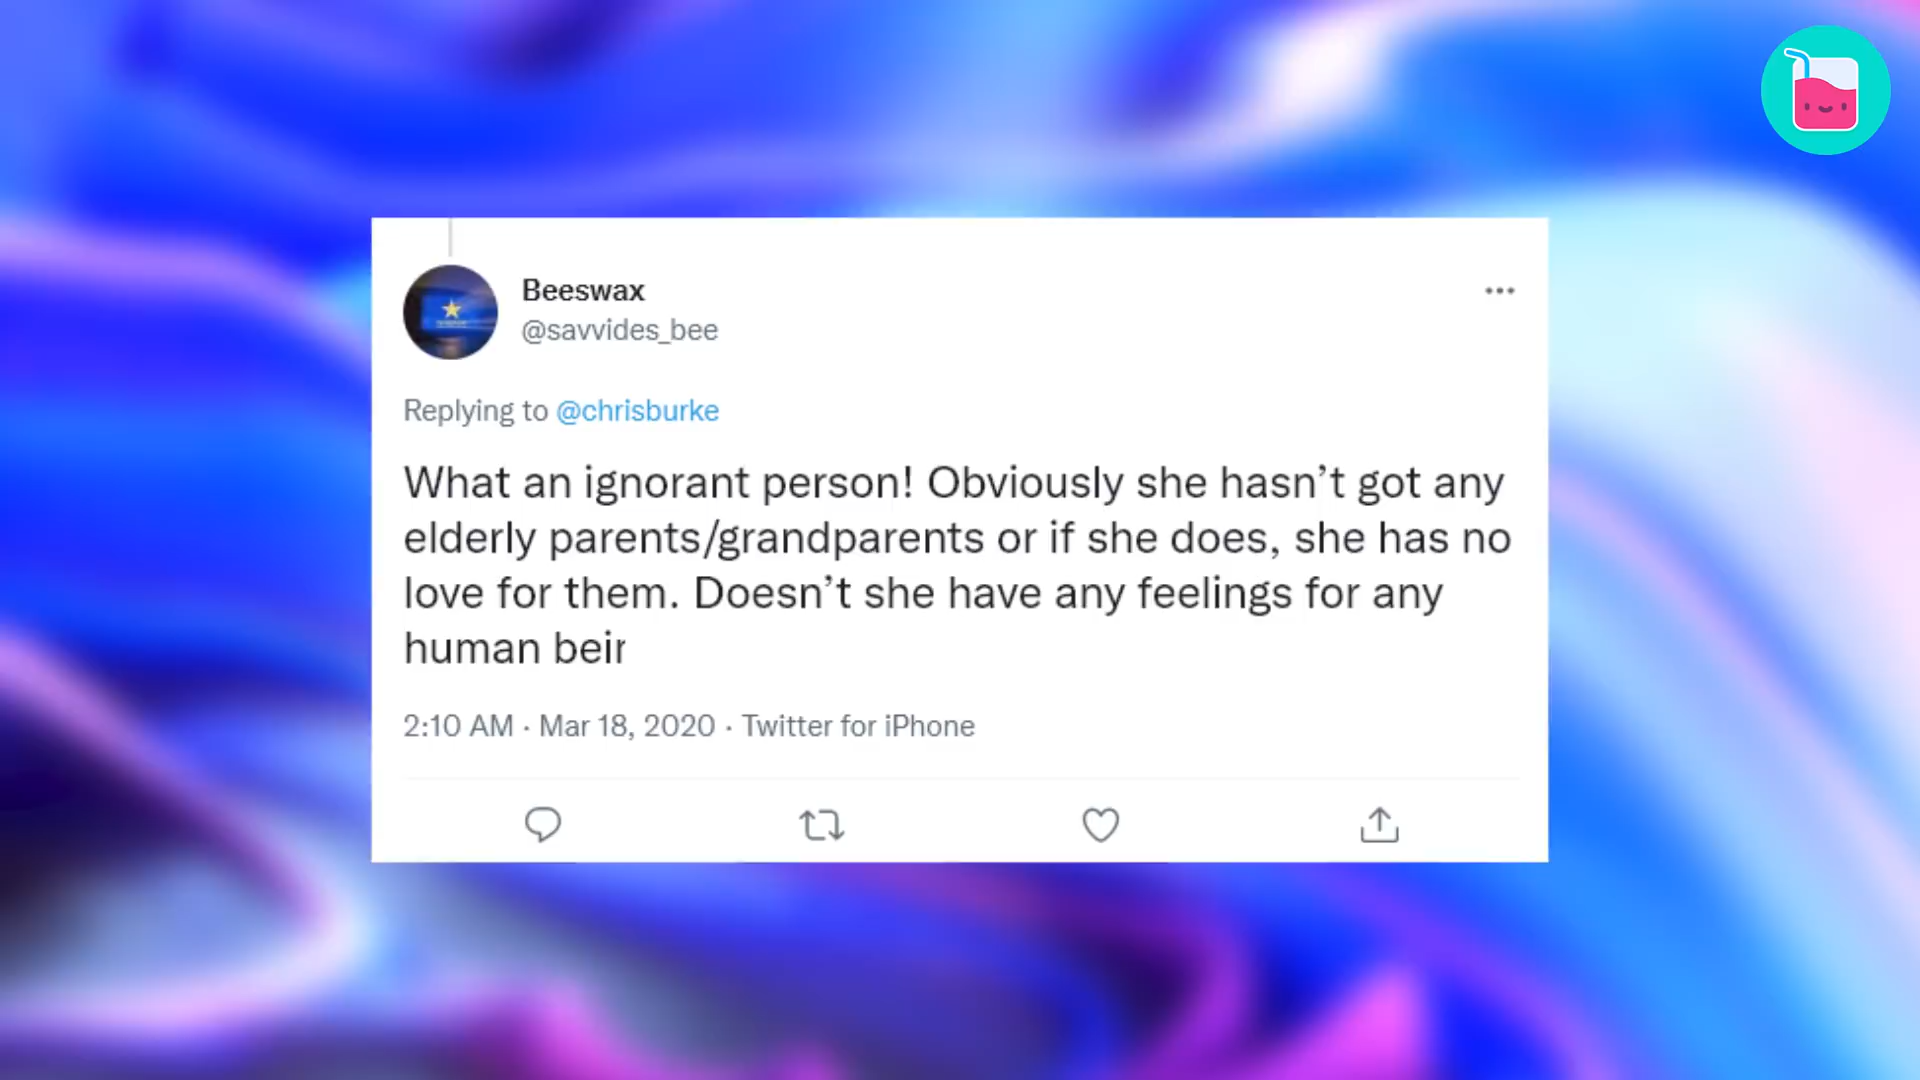 Beeswax
@savvides_bee
Replying to @chrisburke
What an ignorant person! Obviously she hasn’t got any
elderly parents/grandparents or if she does, she has no
love for them. Doesn’t she have any feelings for any
human beir
2:10 AM · Mar 18, 2020 · Twitter for iPhone